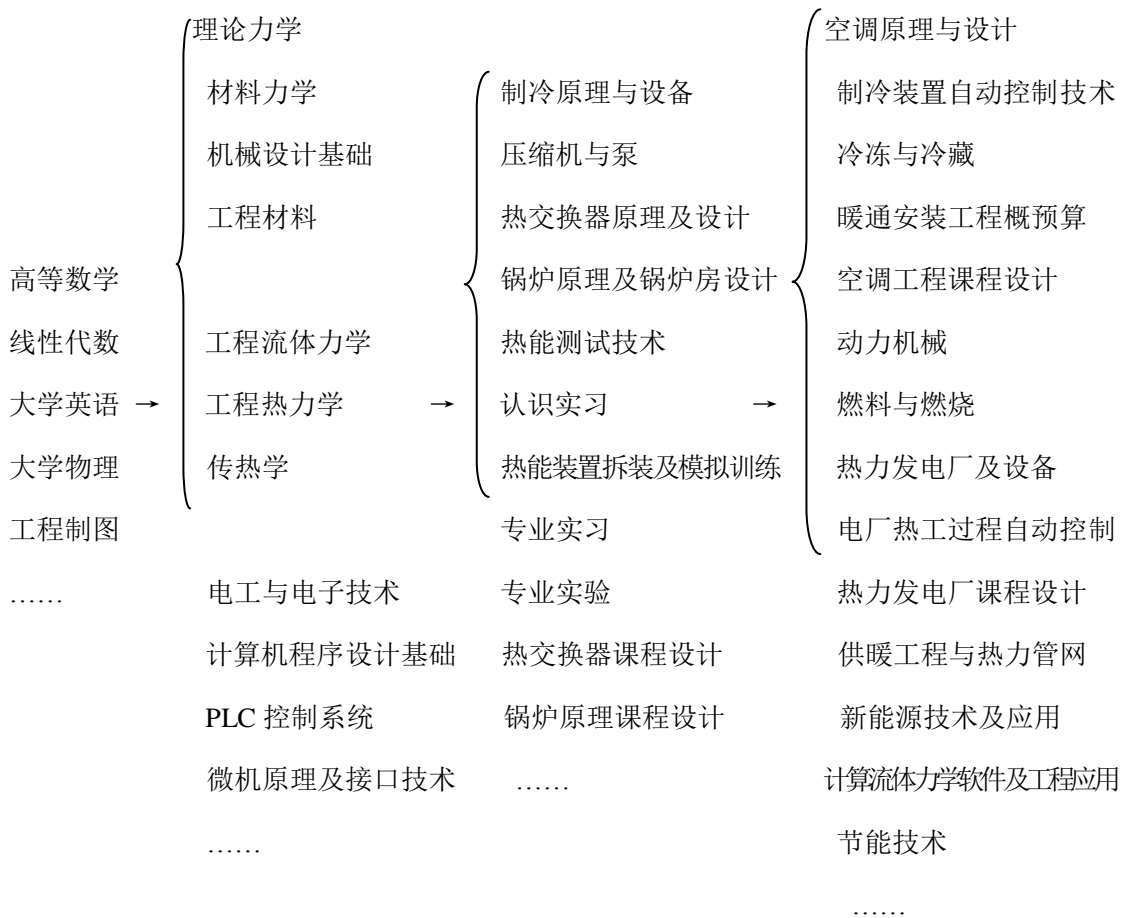 高等数学
线性代数
大学英语 →
大学物理
工程制图
……
理论力学
材料力学
机械设计基础
工程材料
工程流体力学
工程热力学 →
传热学
电工与电子技术
计算机程序设计基础
PLC 控制系统
微机原理及接口技术
……
制冷原理与设备
压缩机与泵
热交换器原理及设计
锅炉原理及锅炉房设计
热能测试技术
认识实习 →
热能装置拆装及模拟训练
专业实习
专业实验
热交换器课程设计
锅炉原理课程设计
……
空调原理与设计
制冷装置自动控制技术
冷冻与冷藏
暖通安装工程概预算
空调工程课程设计
动力机械
燃料与燃烧
热力发电厂及设备
电厂热工过程自动控制
热力发电厂课程设计
供暖工程与热力管网
新能源技术及应用
计算流体力学软件及工程应用
节能技术
……